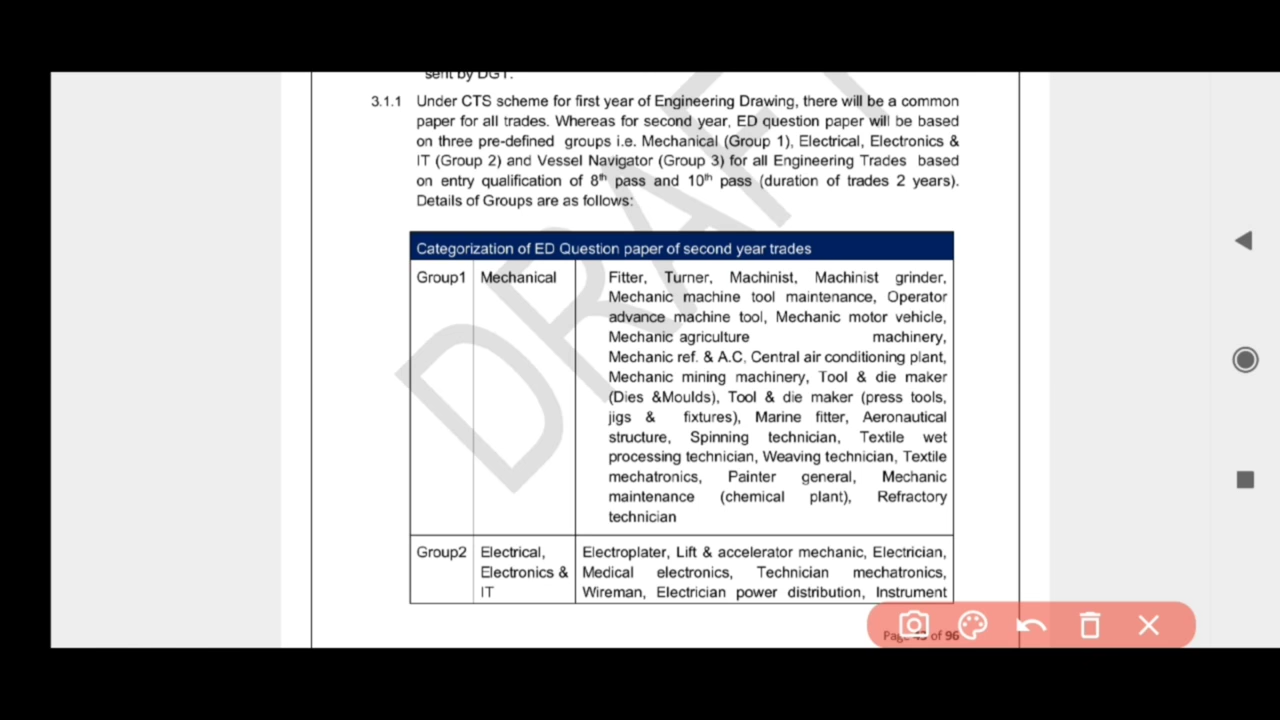 sent by DGT.
3.1.1 Under CTS scheme for first year of Engineering Drawing, there will be a common
paper for all trades. Whereas for second year, ED question paper will be based
on three pre-defined groups i.e. Mechanical (Group 1), Electrical, Electronics &
IT (Group 2) and Vessel Navigator (Group 3) for all Engineering Trades based
on entry qualification of 8th pass and 10th pass (duration of trades 2 years).
Details of Groups are as follows:
Categorization of ED Question paper of second year trades
Group1 Mechanical Fitter, Turner, Machinist, Machinist grinder,
Mechanic machine tool maintenance, Operator
advance machine tool, Mechanic motor vehicle,
Mechanic agriculture machinery,
Mechanic ref. & A.C, Central air conditioning plant,
Mechanic mining machinery, Tool & die maker
(Dies &Moulds), Tool & die maker (press tools,
jigs & fixtures), Marine fitter, Aeronautical
structure, Spinning technician, Textile wet
processing technician, Weaving technician, Textile
mechatronics, Painter general, Mechanic
maintenance (chemical plant), Refractory
technician
Group2 Electrical, Electroplater, Lift & accelerator mechanic, Electrician,
Electronics & Medical electronics, Technician mechatronics,
IT Wireman, Electrician power distribution, Instrument
Page of 96
DRAFT